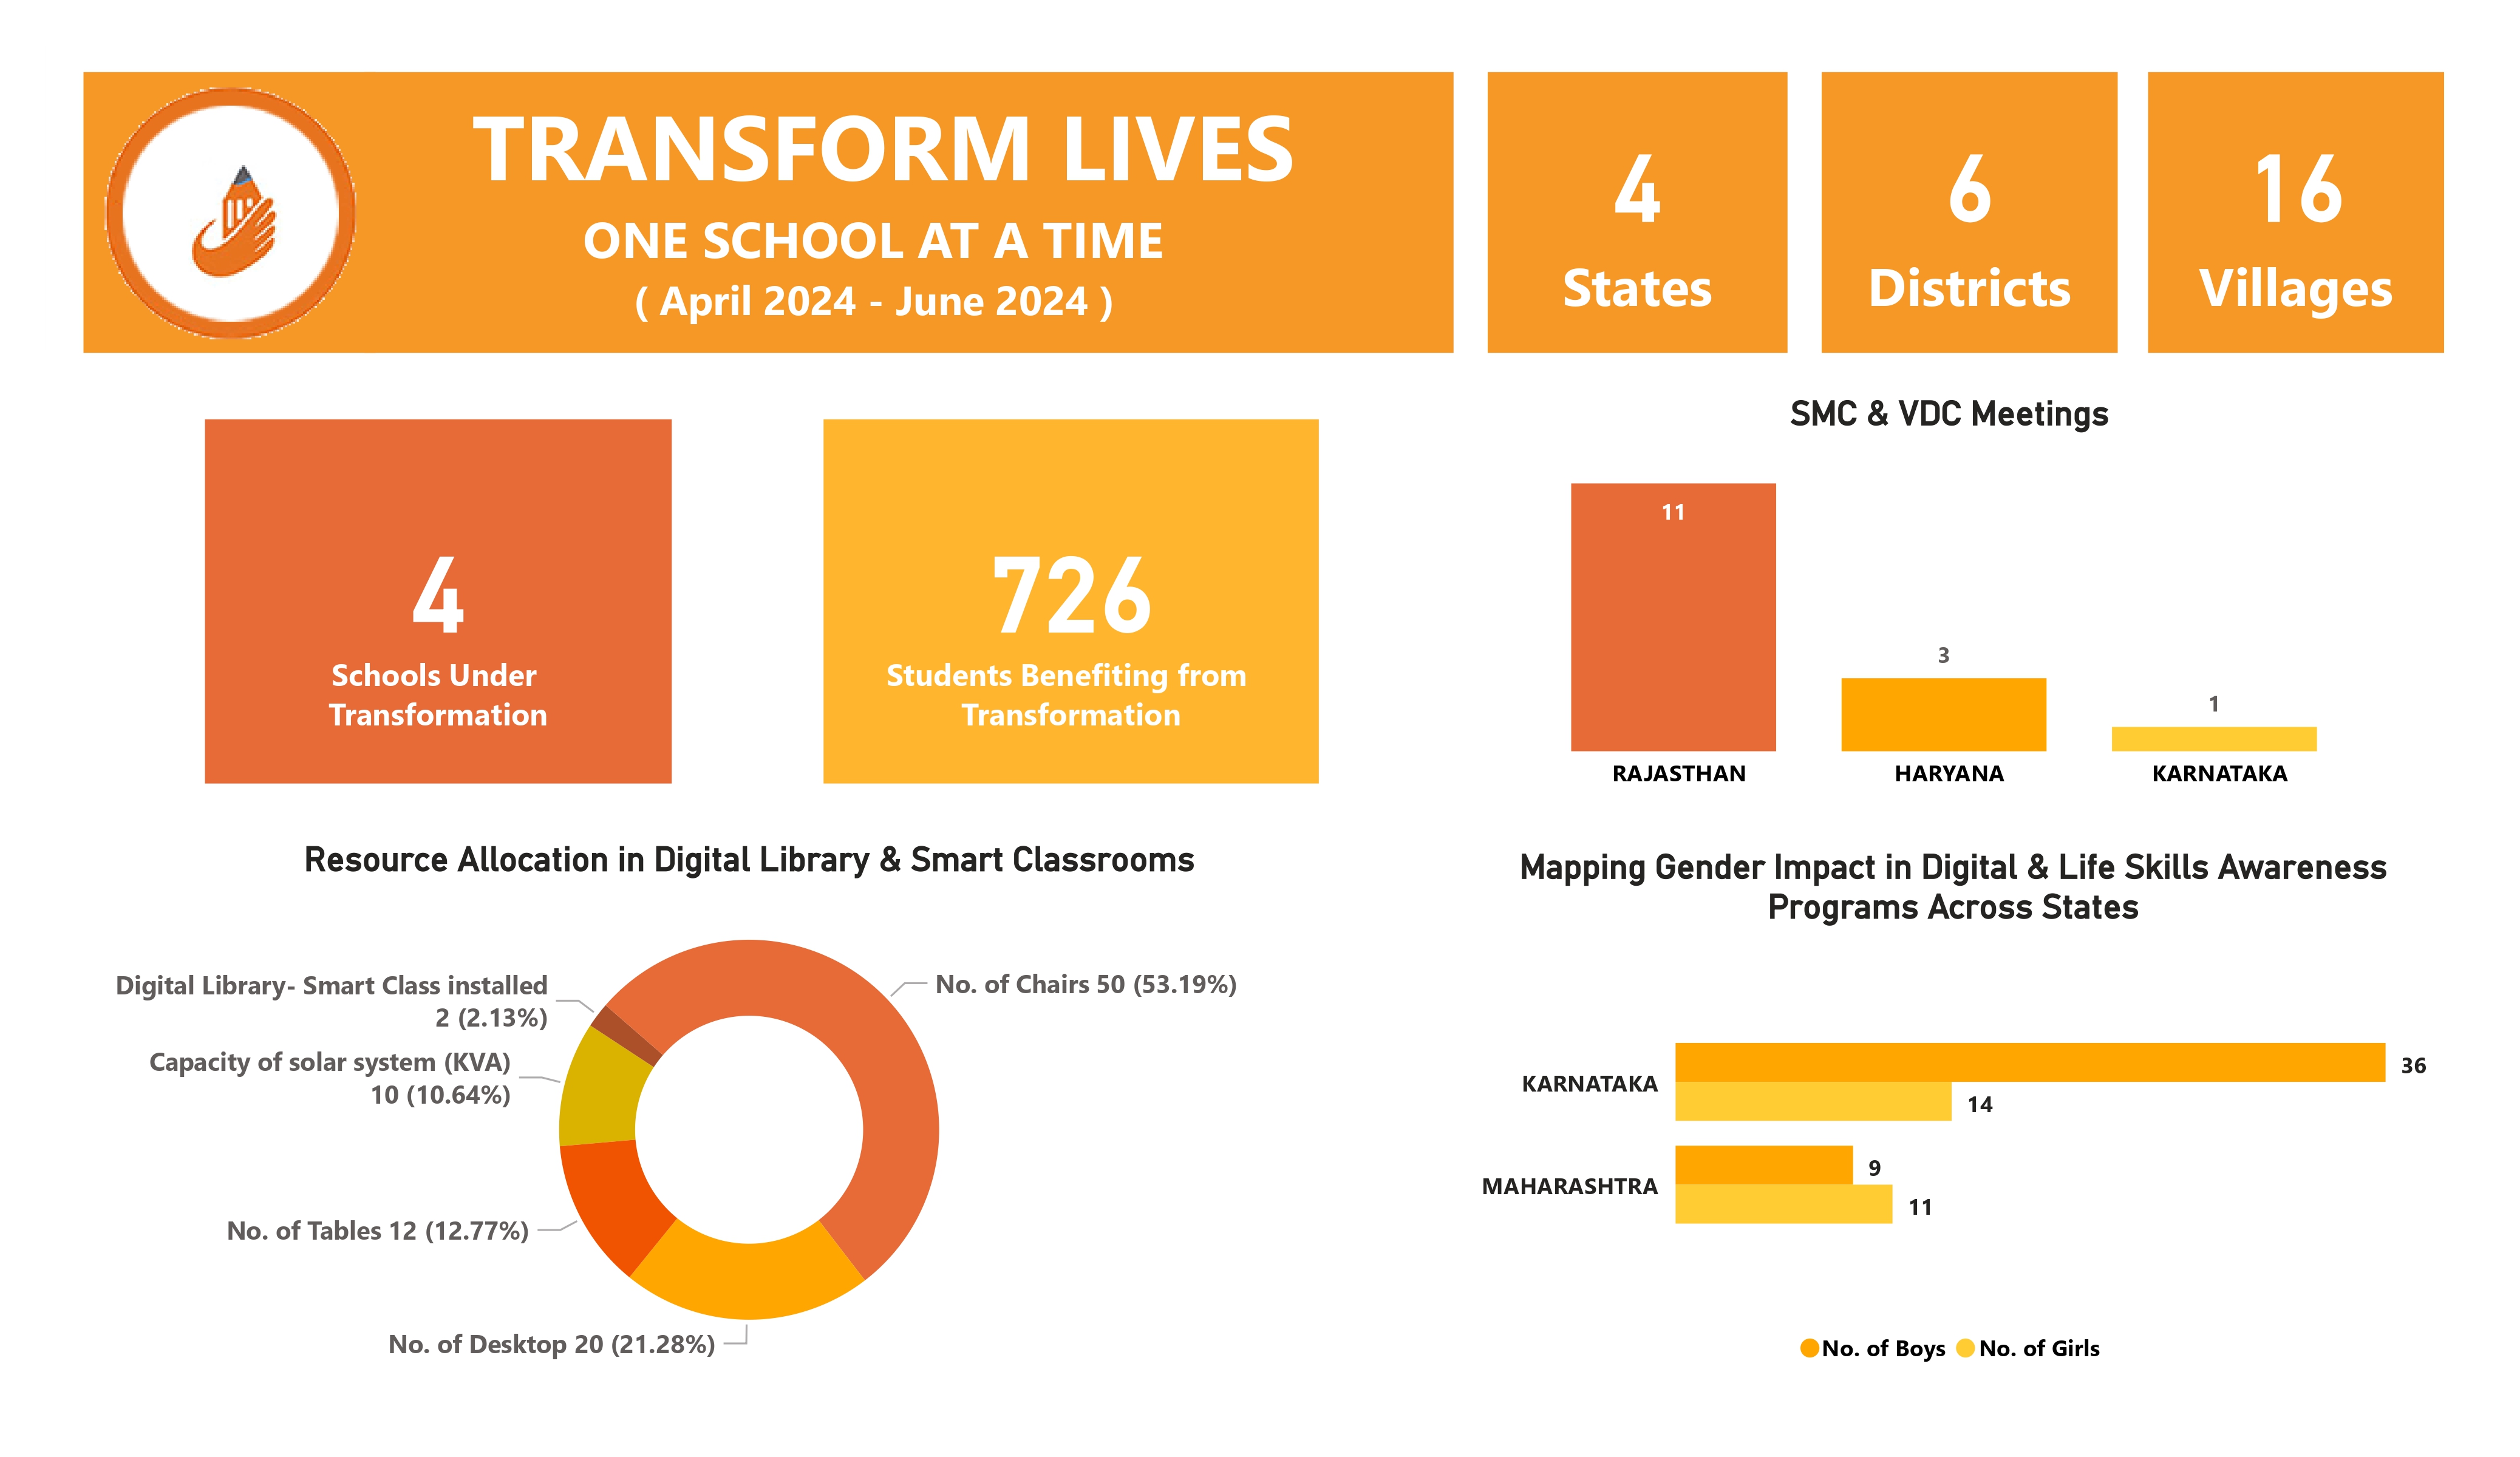 TRANSFORM LIVES
ONE SCHOOL AT A TIME
( April 2024 - June 2024 )
4
States
6
Districts
16
Villages
4
Schools Under
Transformation
726
Students Benefiting from
Transformation
SMC & VDC Meetings
11
3
1
RAJASTHAN
HARYANA
KARNATAKA
Resource Allocation in Digital Library & Smart Classrooms
Digital Library- Smart Class installed
2 (2.13%)
No. of Chairs 50 (53.19%)
Capacity of solar system (KVA)
10 (10.64%)
No. of Tables 12 (12.77%)
No. of Desktop 20 (21.28%)
Mapping Gender Impact in Digital & Life Skills Awareness
Programs Across States
KARNATAKA
36
14
MAHARASHTRA
9
11
No. of Boys
No. of Girls